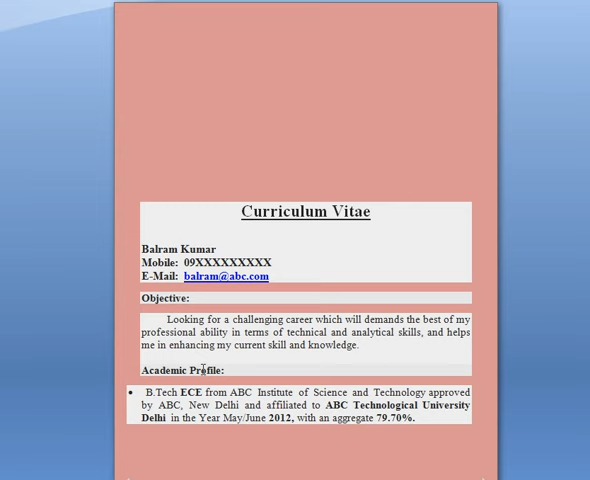 Curriculum Vitae
Balram Kumar
Mobile: 09XXXXXXXXX
E-Mail: balram@abc.com
Objective:
Looking for a challenging career which will demands the best of my
professional ability in terms of technical and analytical skills, and helps
me in enhancing my current skill and knowledge.
Academic Profile:
• B.Tech ECE from ABC Institute of Science and Technology approved
by ABC, New Delhi and affiliated to ABC Technological University
Delhi in the Year May/June 2012, with an aggregate 79.70%.